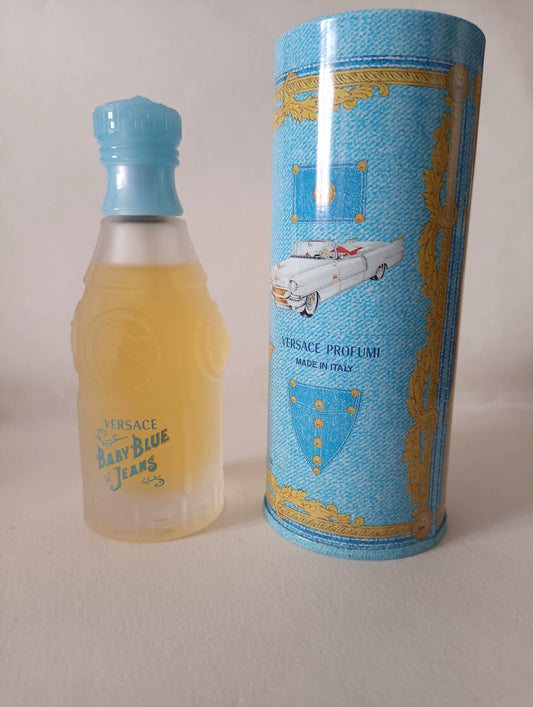 VERSACE
BABY BLUE
JEANS
VERSACE PROFUMI
MADE IN ITALY